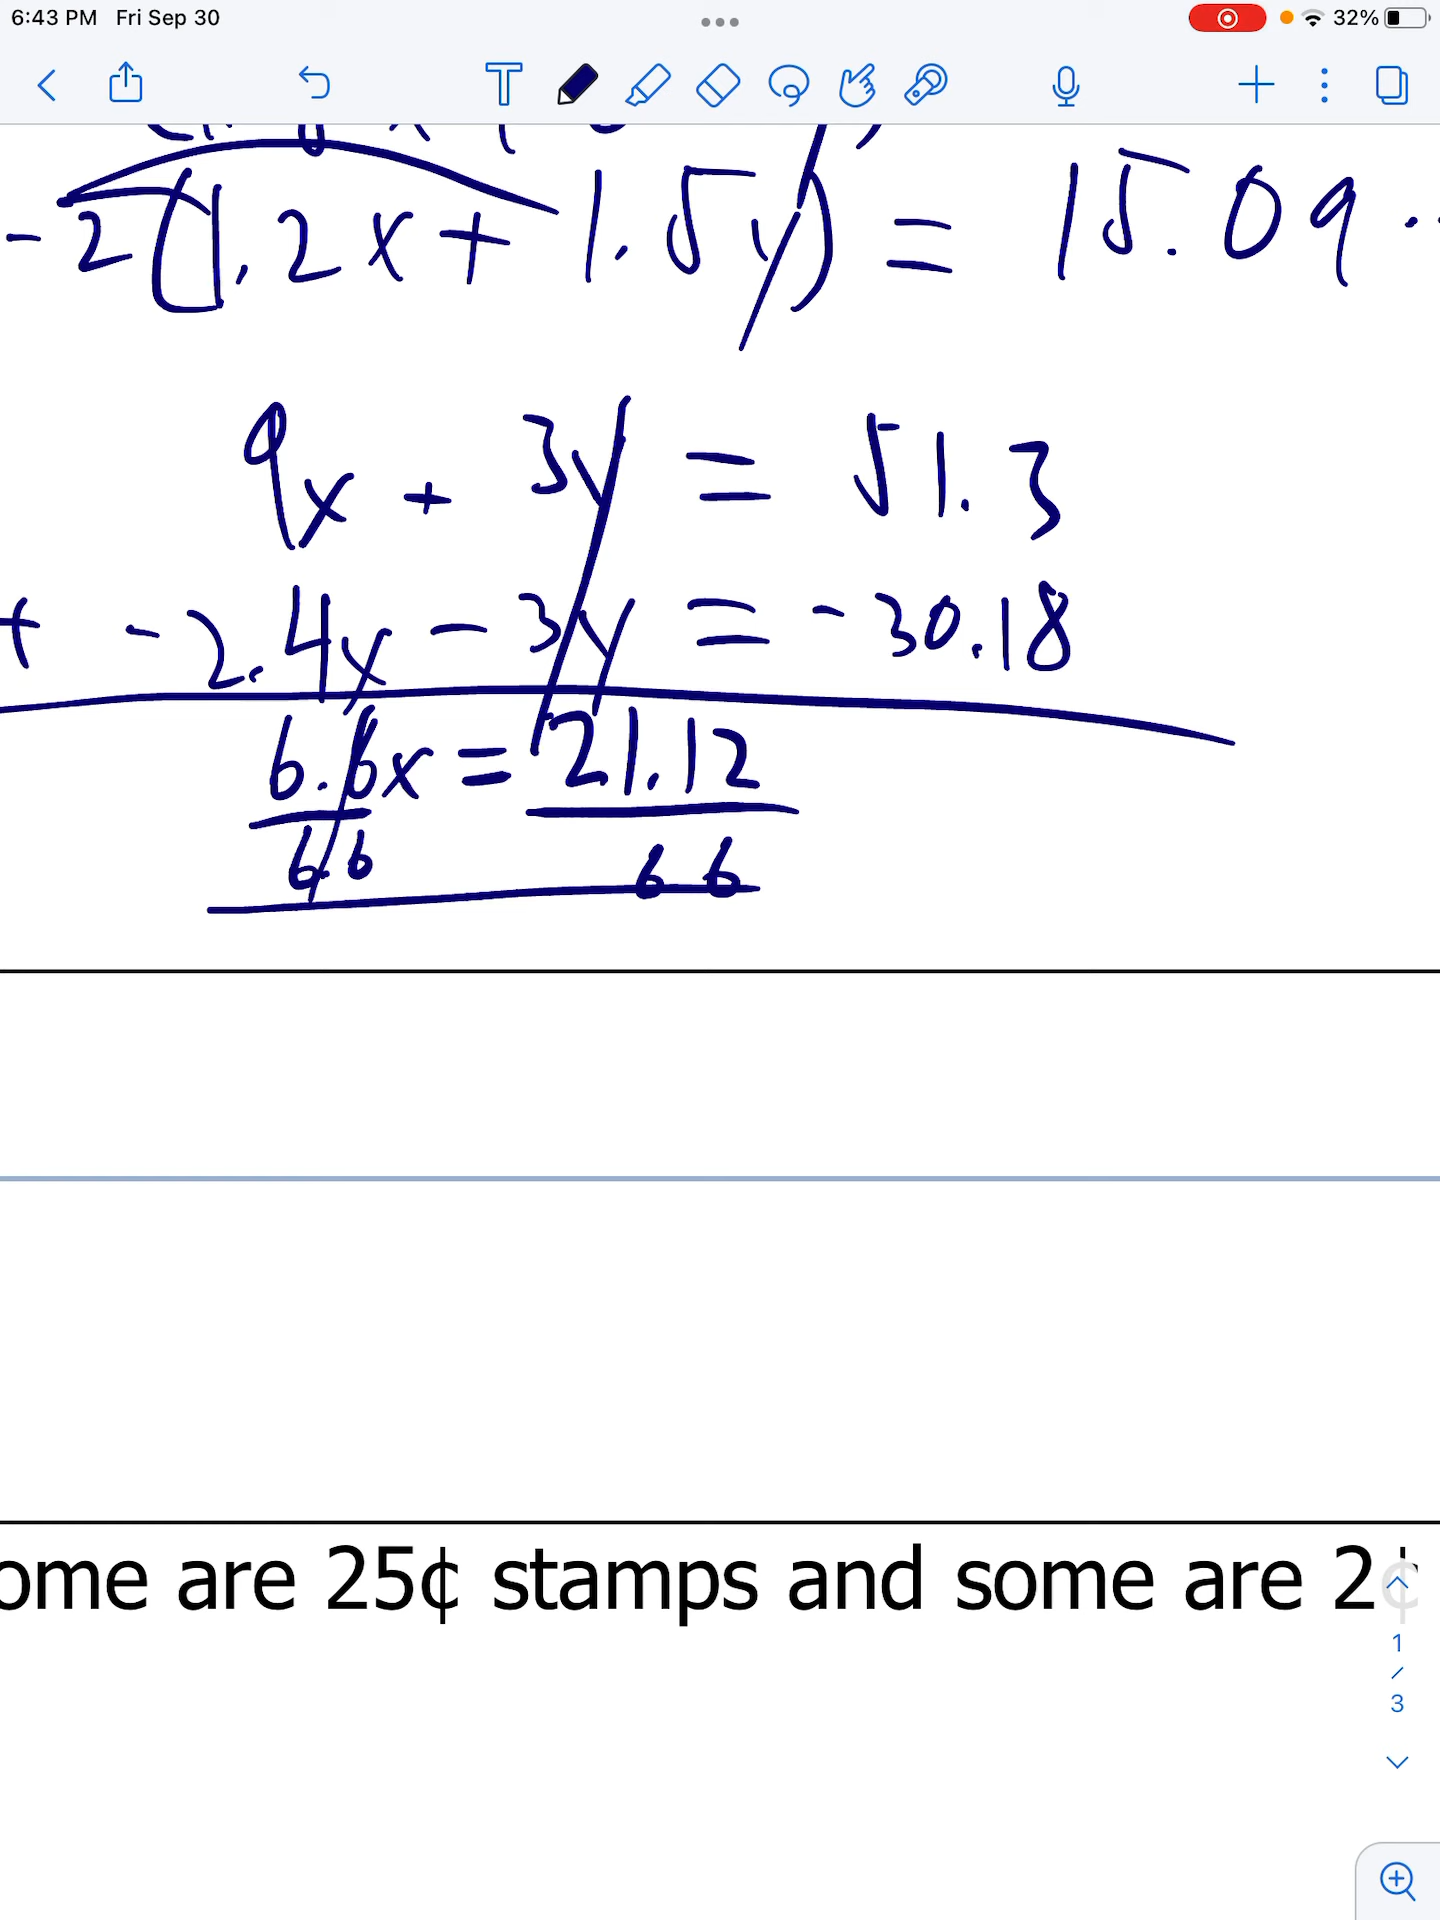 6:43 PM Fri Sep 30
32%
T
-2(1.2x + 1.5y) = 15.09 ..
9x + 3y = 51.3
+ -2.4x - 3y = -30.18
6.6x = 21.12
6.6 6 6
ome are 25¢ stamps and some are 2¢
1
/
3